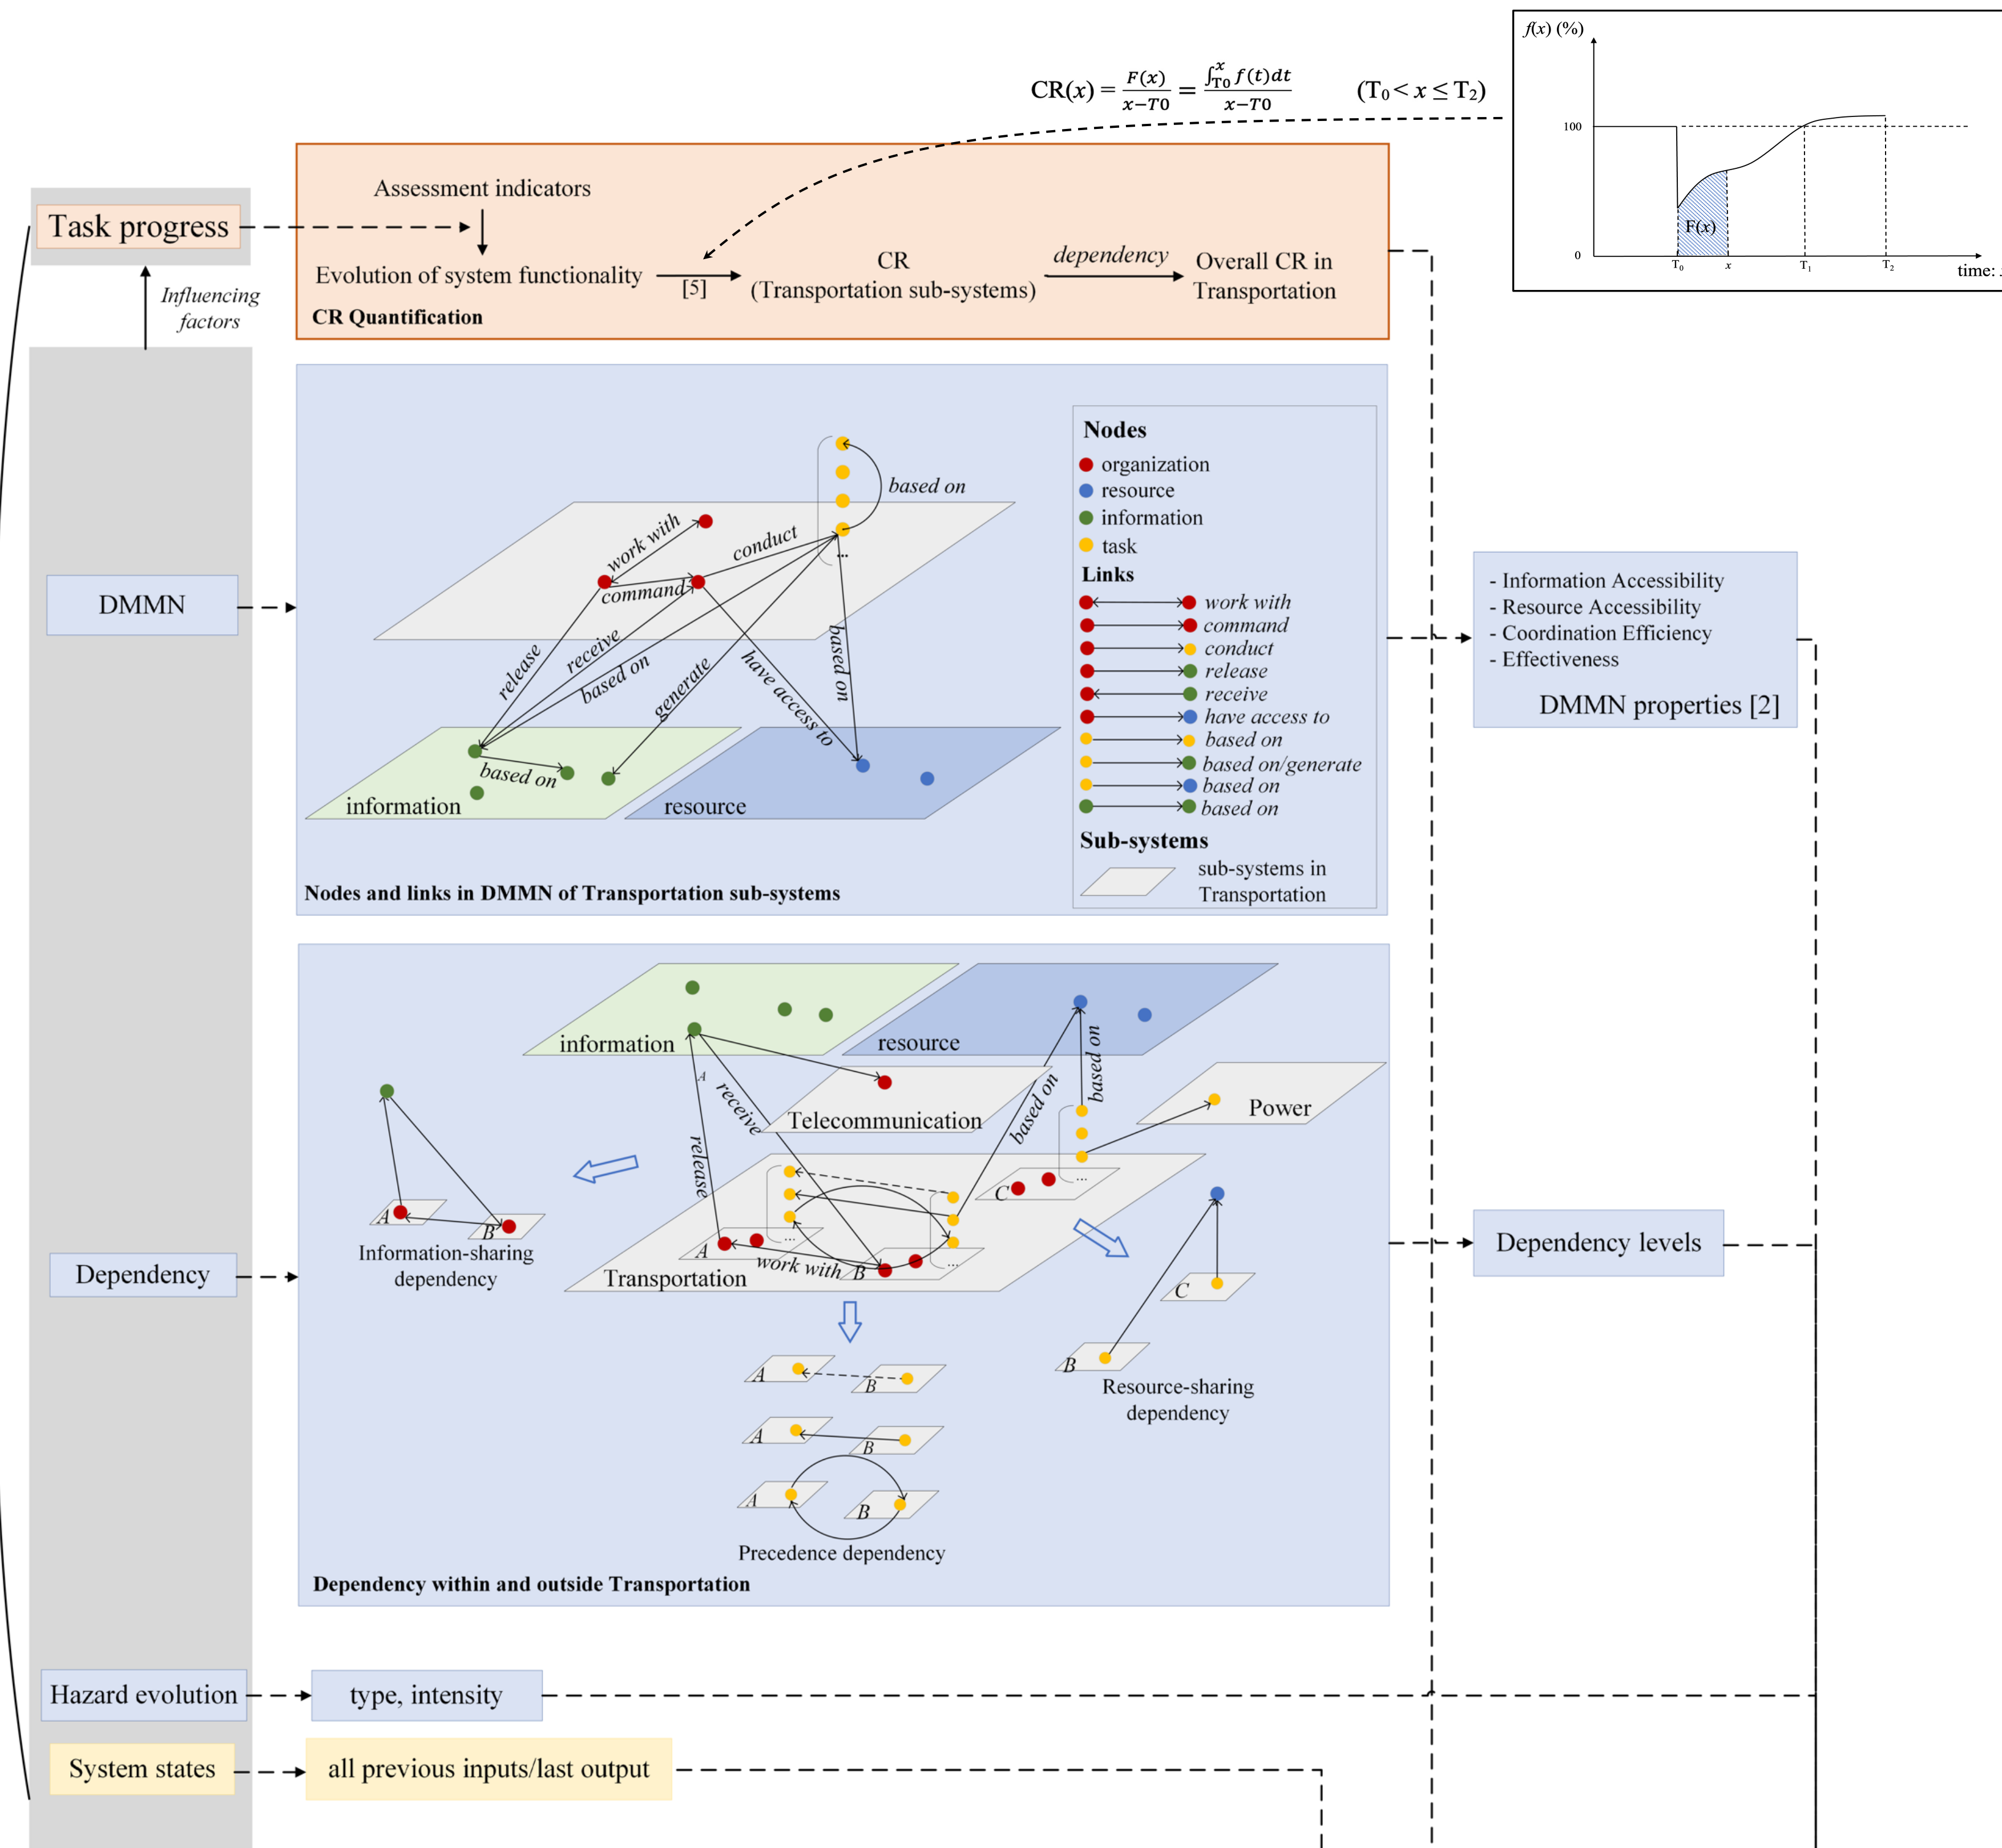 f(x) (%)
100
0
F(x)
T0
x
T1
T2
time:
CR(x) = F(x)/(x−T0) = ∫T0^x f(t)dt/(x−T0) (T0 < x ≤ T2)
Task progress
Influencing
factors
Assessment indicators
Evolution of system functionality
[5]
CR
(Transportation sub-systems)
dependency
Overall CR in
Transportation
CR Quantification
DMMN
based on
work with
conduct
...
command
release
receive
based on
generate
have access to
based on
based on
information
resource
Nodes and links in DMMN of Transportation sub-systems
Nodes
organization
resource
information
task
Links
work with
command
conduct
release
receive
have access to
based on
based on/generate
based on
based on
Sub-systems
sub-systems in
Transportation
- Information Accessibility
- Resource Accessibility
- Coordination Efficiency
- Effectiveness
DMMN properties [2]
Dependency
information
resource
A
receive
release
based on
based on
Telecommunication
Power
C
...
A
...
work with
B
...
Transportation
A
B
Information-sharing
dependency
C
B
Resource-sharing
dependency
A
B
A
B
A
B
Precedence dependency
Dependency within and outside Transportation
Dependency levels
Hazard evolution
type, intensity
System states
all previous inputs/last output